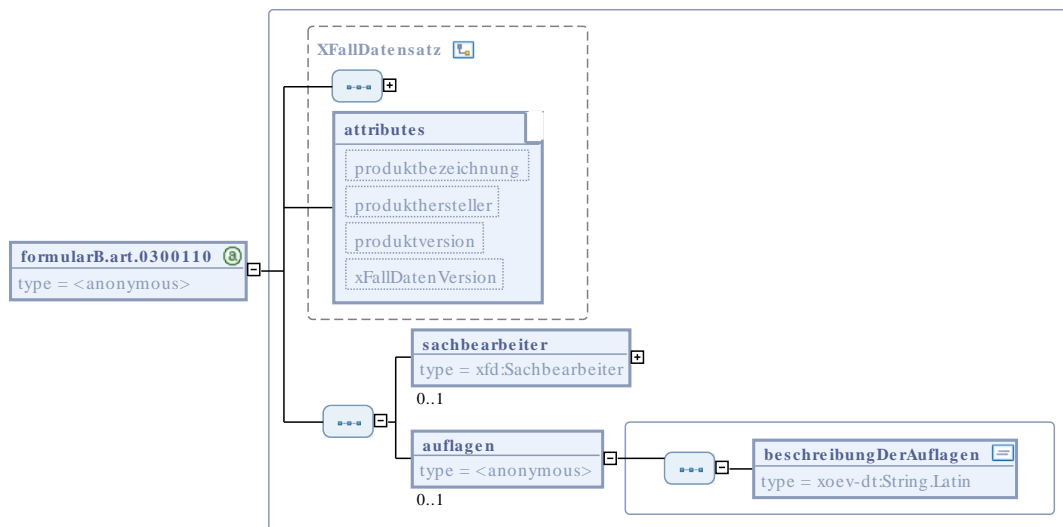 XFallDatensatz
attributes
produktbezeichnung
produkthersteller
produktversion
xFallDatenVersion
formularB.art.0300110 a
type = <anonymous>
sachbearbeiter
type = xfd:Sachbearbeiter
0..1
auflagen
type = <anonymous>
0..1
beschreibungDerAuflagen
type = xoev-dt:String.Latin